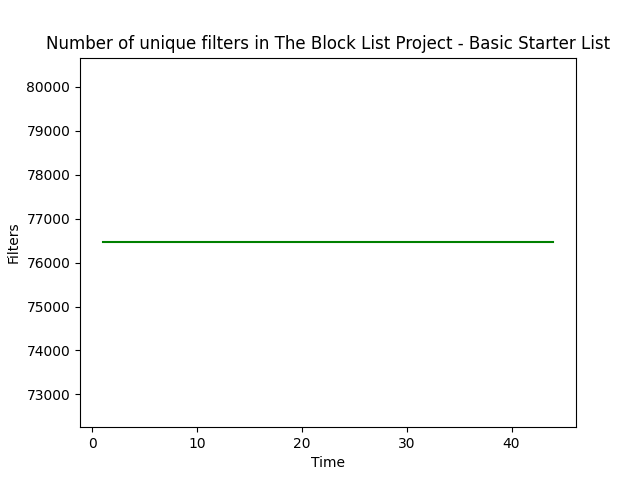 Number of unique filters in The Block List Project - Basic Starter List
80000
79000
78000
77000
76000
75000
74000
73000
Filters
0 10 20 30 40
Time